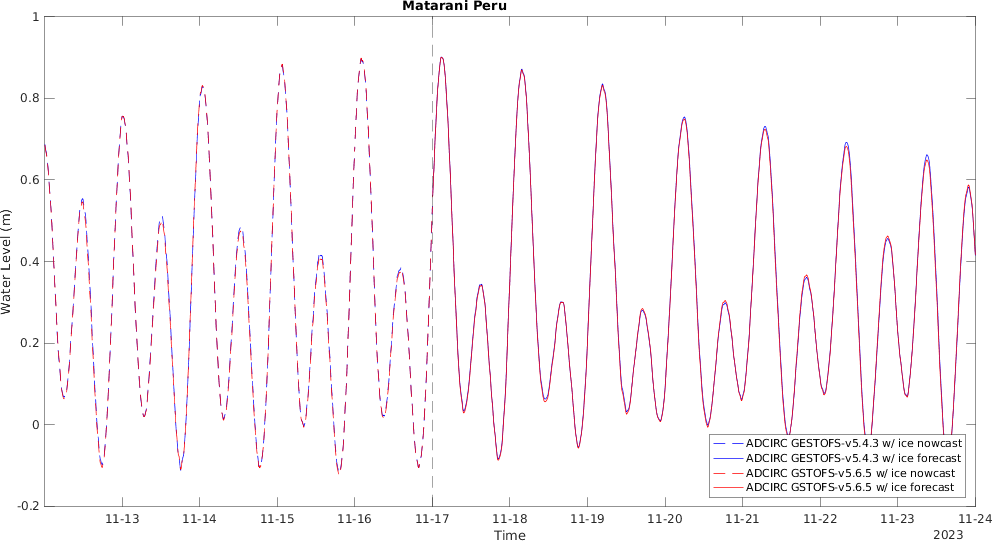 Matarani Peru
1
0.8
0.6
0.4
0.2
0
-0.2
Water Level (m)
ADCIRC GESTOFS-v5.4.3 w/ ice nowcast
ADCIRC GESTOFS-v5.4.3 w/ ice forecast
ADCIRC GSTOFS-v5.6.5 w/ ice nowcast
ADCIRC GSTOFS-v5.6.5 w/ ice forecast
11-13 11-14 11-15 11-16 11-17 11-18 11-19 11-20 11-21 11-22 11-23 11-24
Time
2023